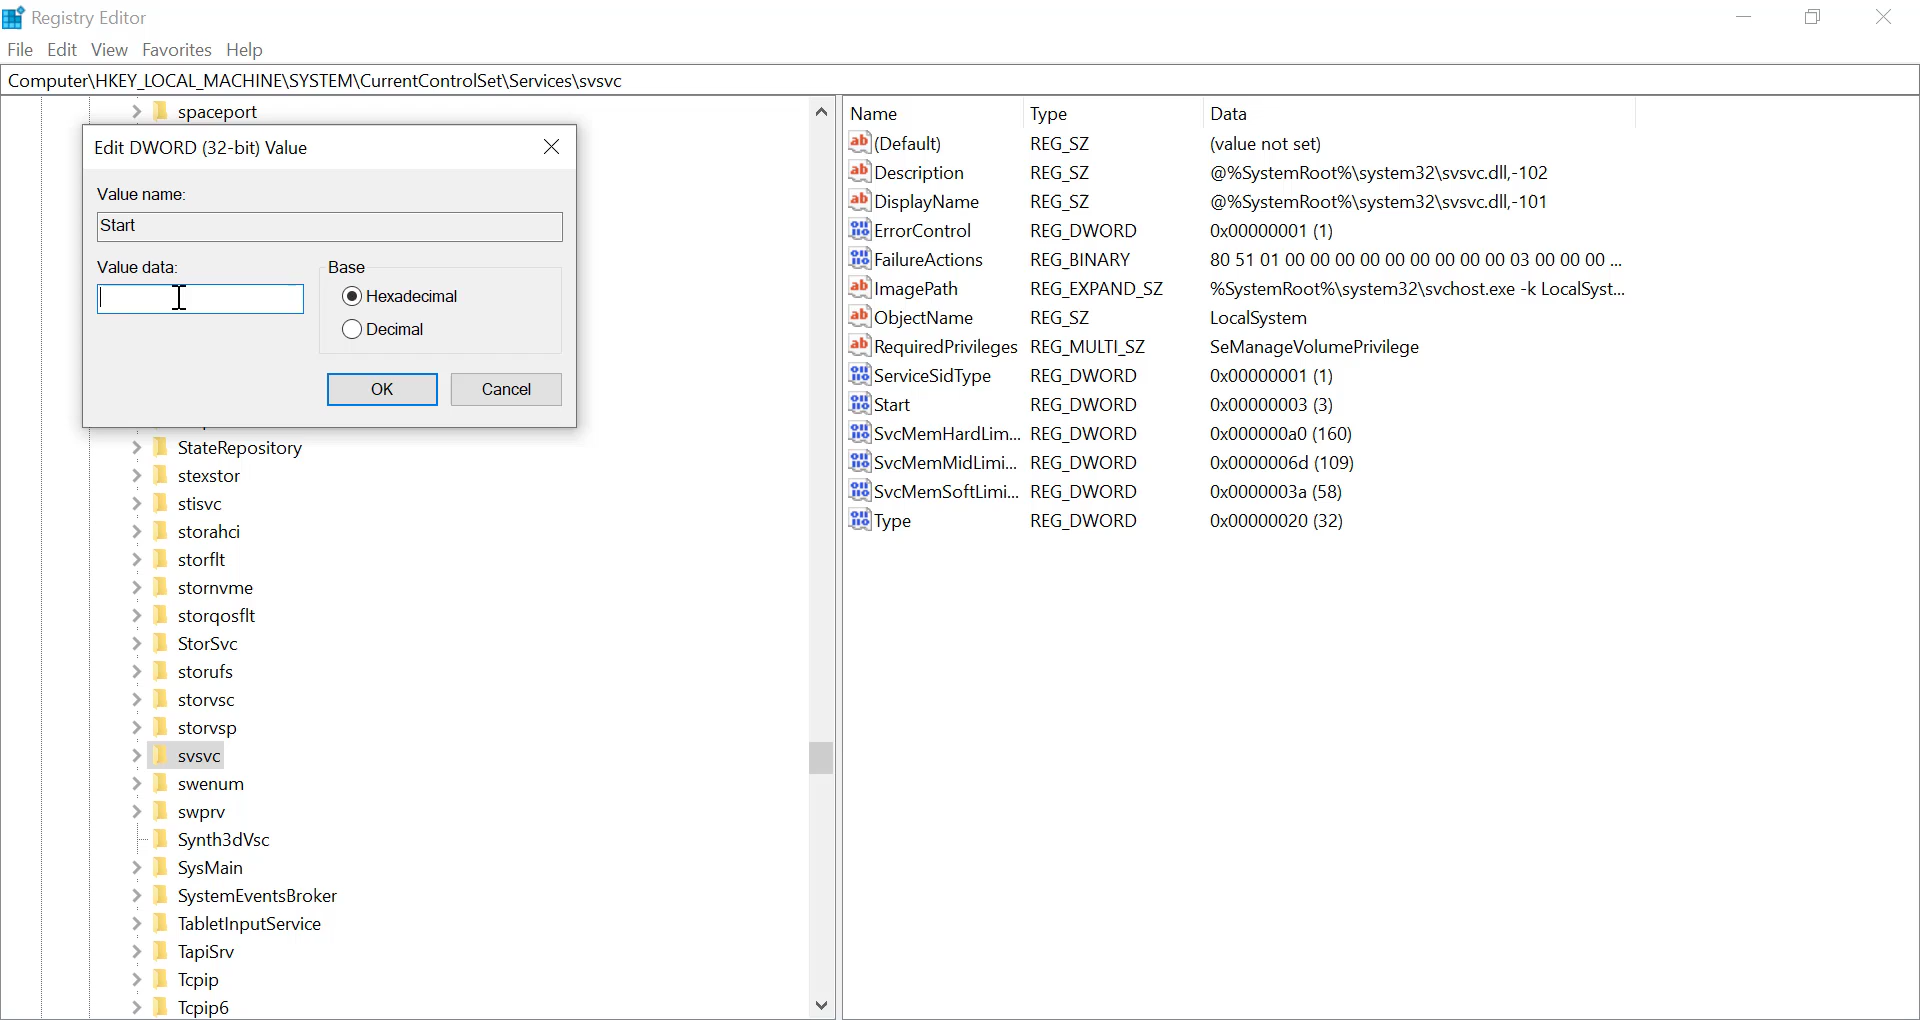 Registry Editor
File Edit View Favorites Help
Computer\HKEY_LOCAL_MACHINE\SYSTEM\CurrentControlSet\Services\svsvc
spaceport
Edit DWORD (32-bit) Value
Value name:
Start
Value data:
Base
Hexadecimal
Decimal
OK
Cancel
StateRepository
stexstor
stisvc
storahci
storflt
stornvme
storqosflt
StorSvc
storufs
storvsc
storvsp
svsvc
swenum
swprv
Synth3dVsc
SysMain
SystemEventsBroker
TabletInputService
TapiSrv
Tcpip
Tcpip6
Name Type Data
(Default) REG_SZ (value not set)
Description REG_SZ @%SystemRoot%\system32\svsvc.dll,-102
DisplayName REG_SZ @%SystemRoot%\system32\svsvc.dll,-101
ErrorControl REG_DWORD 0x00000001 (1)
FailureActions REG_BINARY 80 51 01 00 00 00 00 00 00 00 00 00 03 00 00 00 ...
ImagePath REG_EXPAND_SZ %SystemRoot%\system32\svchost.exe -k LocalSyst...
ObjectName REG_SZ LocalSystem
RequiredPrivileges REG_MULTI_SZ SeManageVolumePrivilege
ServiceSidType REG_DWORD 0x00000001 (1)
Start REG_DWORD 0x00000003 (3)
SvcMemHardLim... REG_DWORD 0x000000a0 (160)
SvcMemMidLimi... REG_DWORD 0x0000006d (109)
SvcMemSoftLimi... REG_DWORD 0x0000003a (58)
Type REG_DWORD 0x00000020 (32)